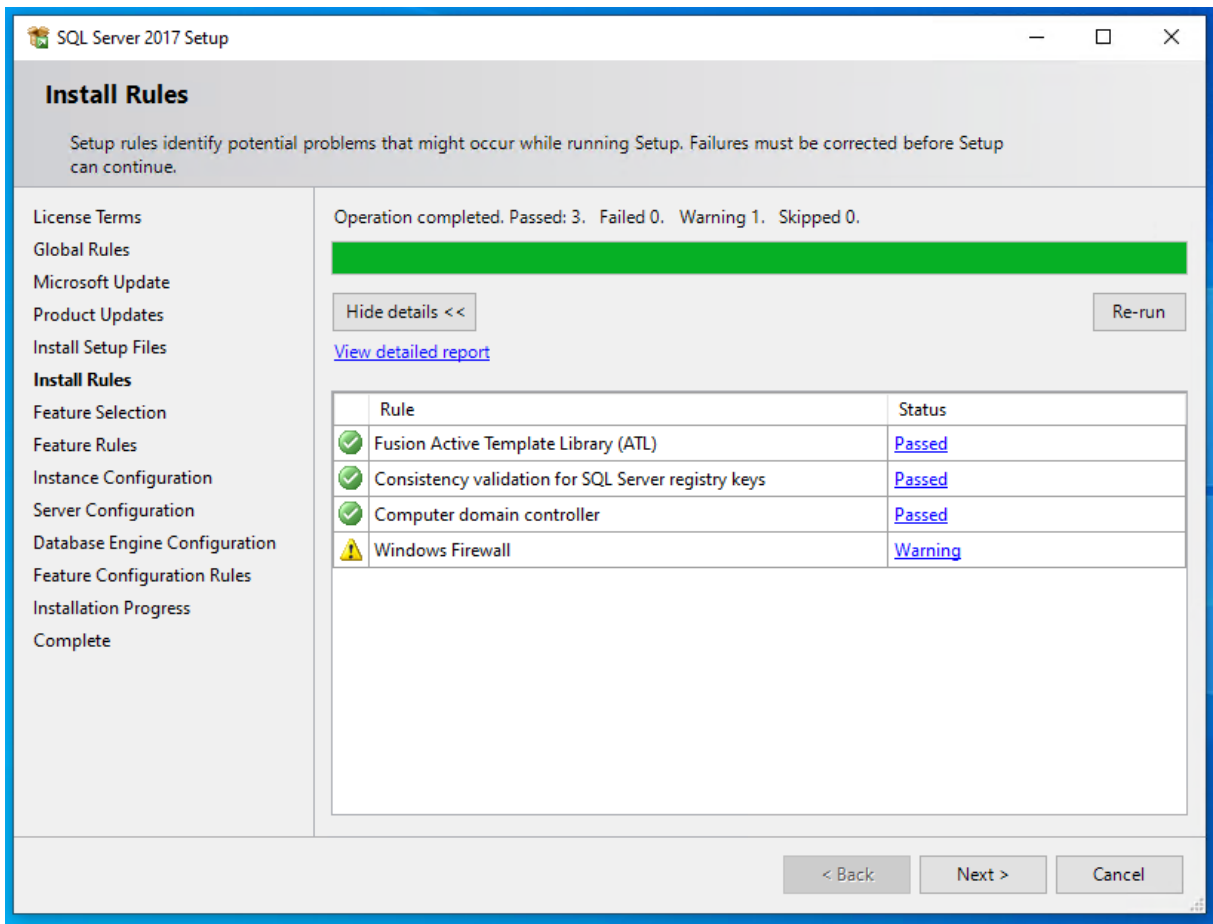 SQL Server 2017 Setup
Install Rules
Setup rules identify potential problems that might occur while running Setup. Failures must be corrected before Setup
can continue.
License Terms
Global Rules
Microsoft Update
Product Updates
Install Setup Files
Install Rules
Feature Selection
Feature Rules
Instance Configuration
Server Configuration
Database Engine Configuration
Feature Configuration Rules
Installation Progress
Complete
Operation completed. Passed: 3. Failed 0. Warning 1. Skipped 0.
Hide details <<
Re-run
View detailed report
Rule Status
Fusion Active Template Library (ATL) Passed
Consistency validation for SQL Server registry keys Passed
Computer domain controller Passed
Windows Firewall Warning
< Back
Next >
Cancel